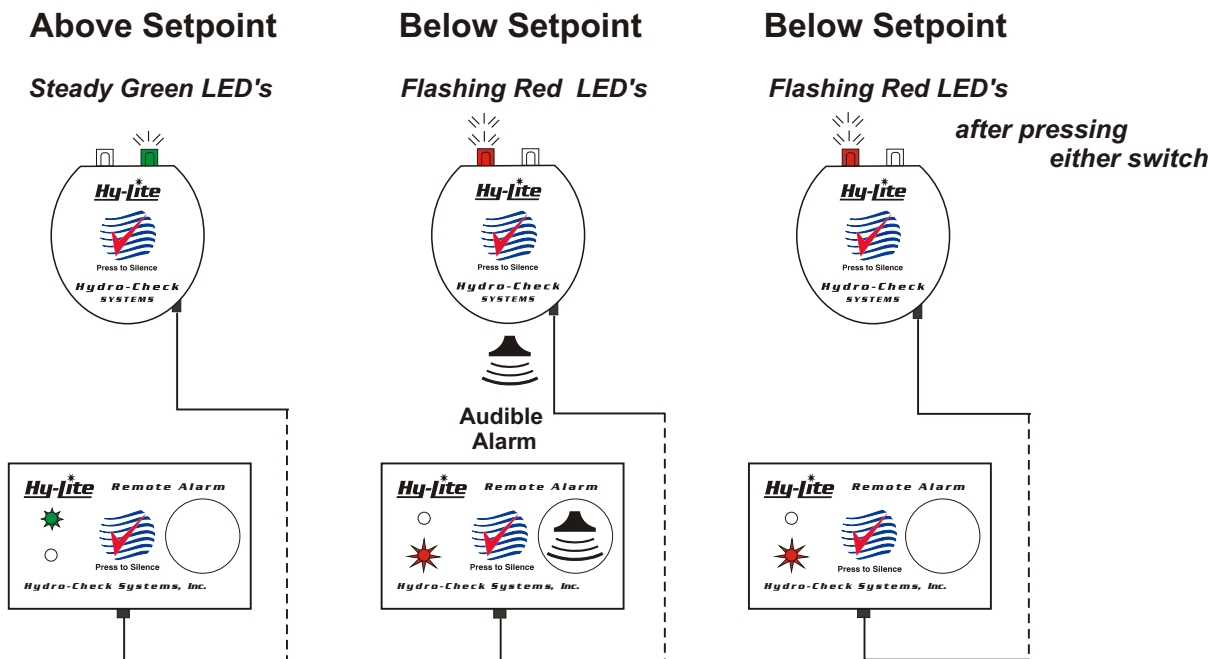 Above Setpoint
Below Setpoint
Below Setpoint
Steady Green LED's
Flashing Red LED's
Flashing Red LED's
after pressing
either switch
Hy-Lite
Press to Silence
Hydro-Check
SYSTEMS
Hy-Lite
Press to Silence
Hydro-Check
SYSTEMS
Hy-Lite
Press to Silence
Hydro-Check
SYSTEMS
Audible
Alarm
Hy-Lite Remote Alarm
Press to Silence
Hydro-Check Systems, Inc.
Hy-Lite Remote Alarm
Press to Silence
Hydro-Check Systems, Inc.
Hy-Lite Remote Alarm
Press to Silence
Hydro-Check Systems, Inc.